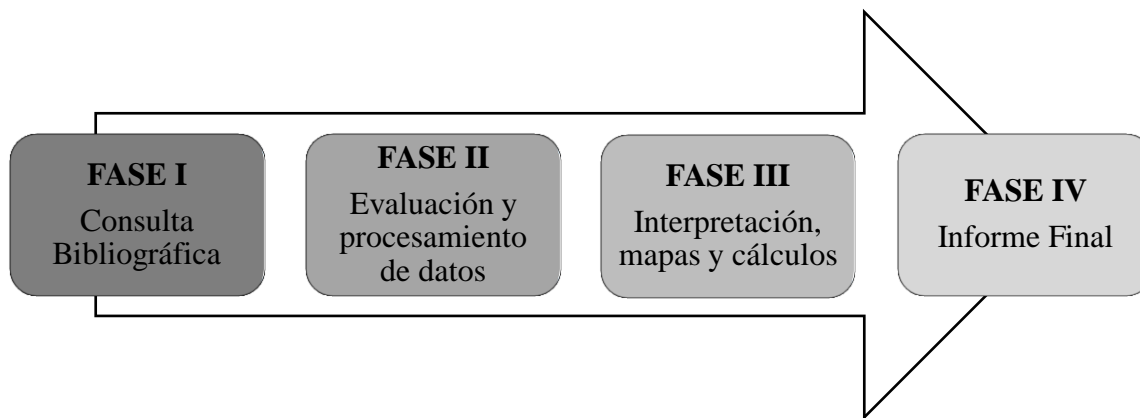 FASE I
Consulta
Bibliográfica
FASE II
Evaluación y
procesamiento
de datos
FASE III
Interpretación,
mapas y cálculos
FASE IV
Informe Final